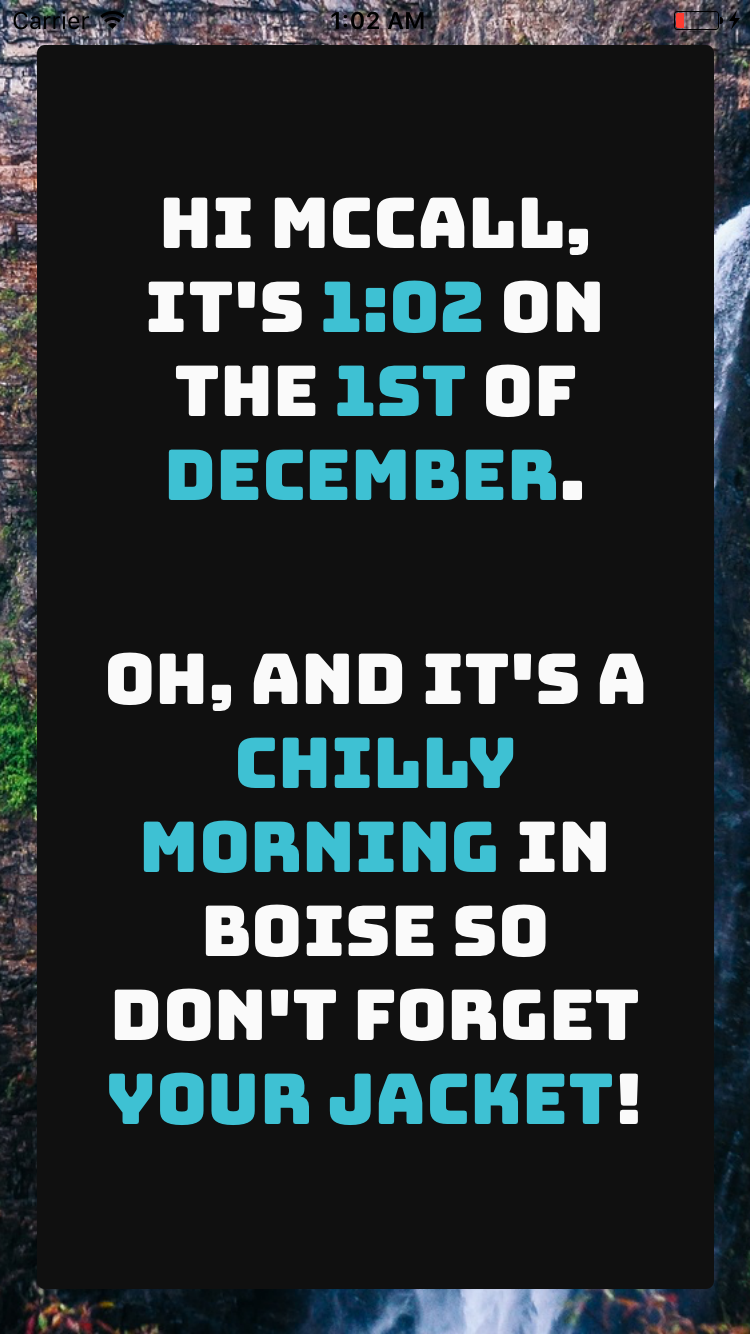 Carrier 1:02 AM
HI MCCALL,
IT'S 1:02 ON
THE 1ST OF
DECEMBER.
OH, AND IT'S A
CHILLY
MORNING IN
BOISE SO
DON'T FORGET
YOUR JACKET!